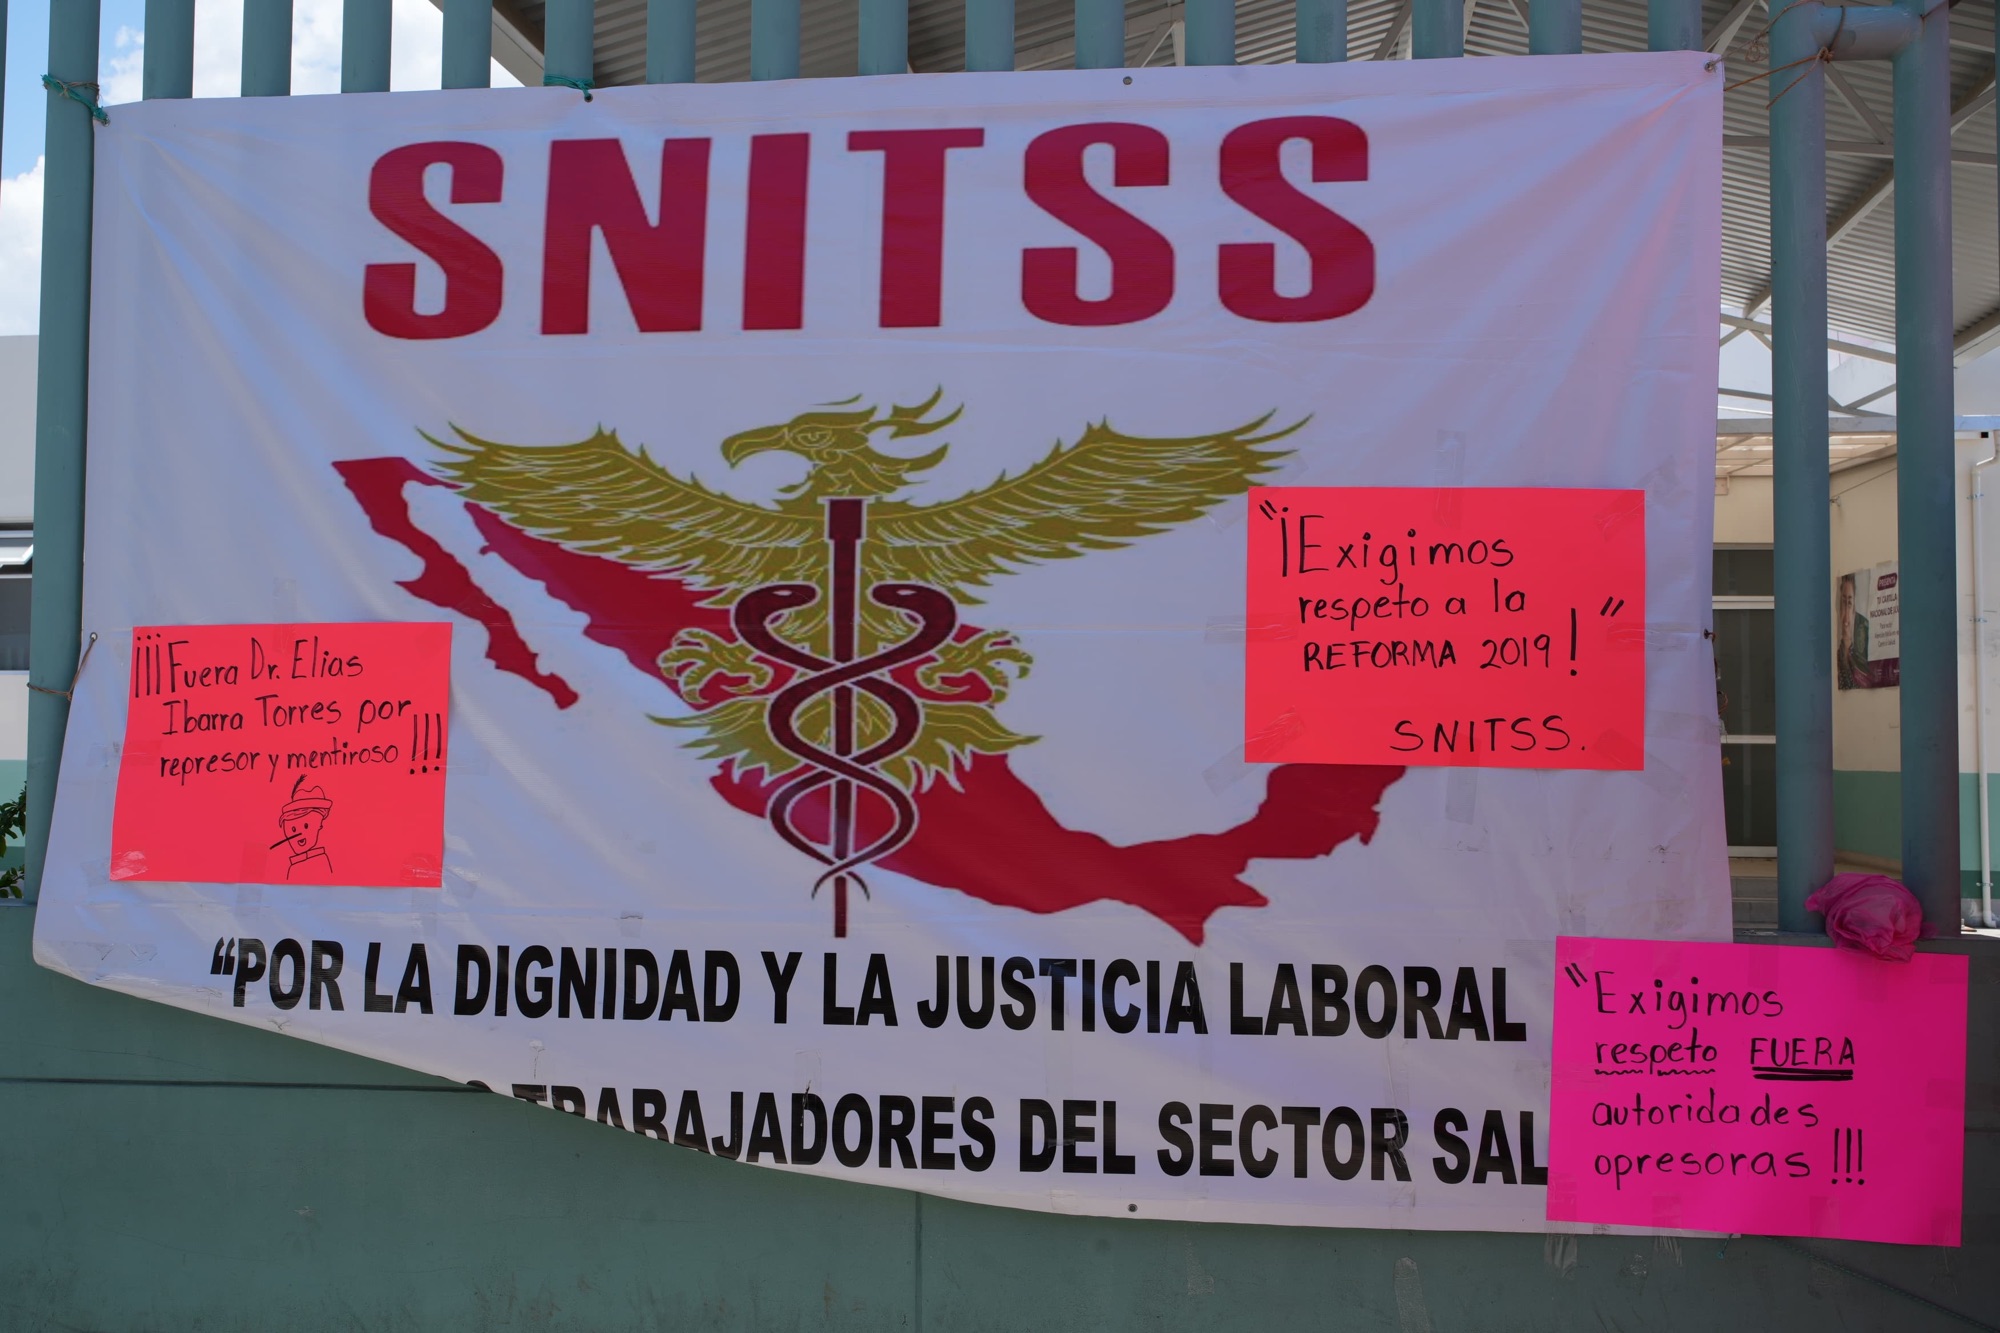 SNITSS
"¡Exigimos
respeto a la
REFORMA 2019!"
SNITSS.
¡¡¡Fuera Dr. Elias
Ibarra Torres por
represor y mentiroso!!!
"POR LA DIGNIDAD Y LA JUSTICIA LABORAL
TRABAJADORES DEL SECTOR SAL
"Exigimos
respeto FUERA
autoridades
opresoras !!!